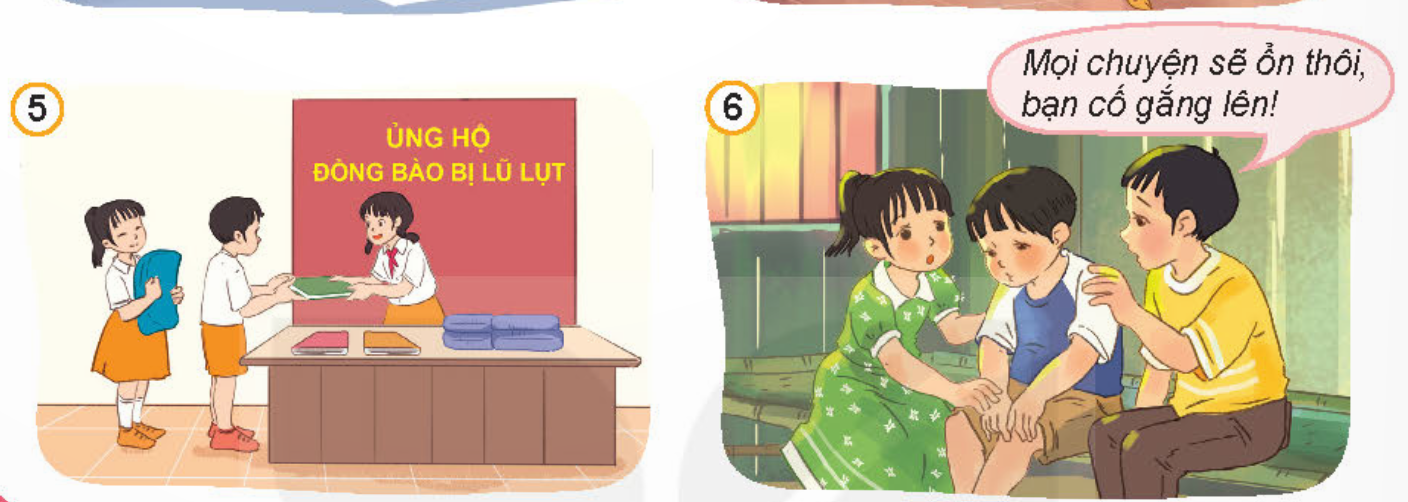 5
ỦNG HỘ
ĐỒNG BÀO BỊ LŨ LỤT
6
Mọi chuyện sẽ ổn thôi,
bạn cố gắng lên!